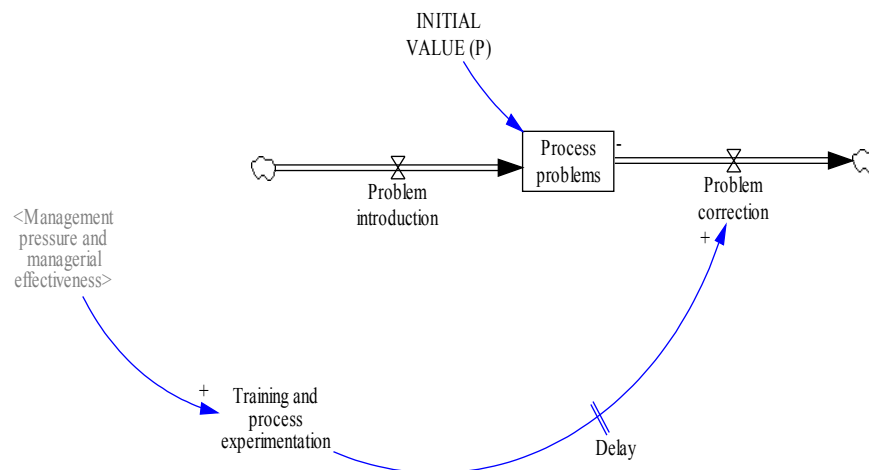 INITIAL
VALUE (P)
Process
problems
-
Problem
introduction
Problem
correction
+
<Management
pressure and
managerial
effectiveness>
+
Training and
process
experimentation
Delay